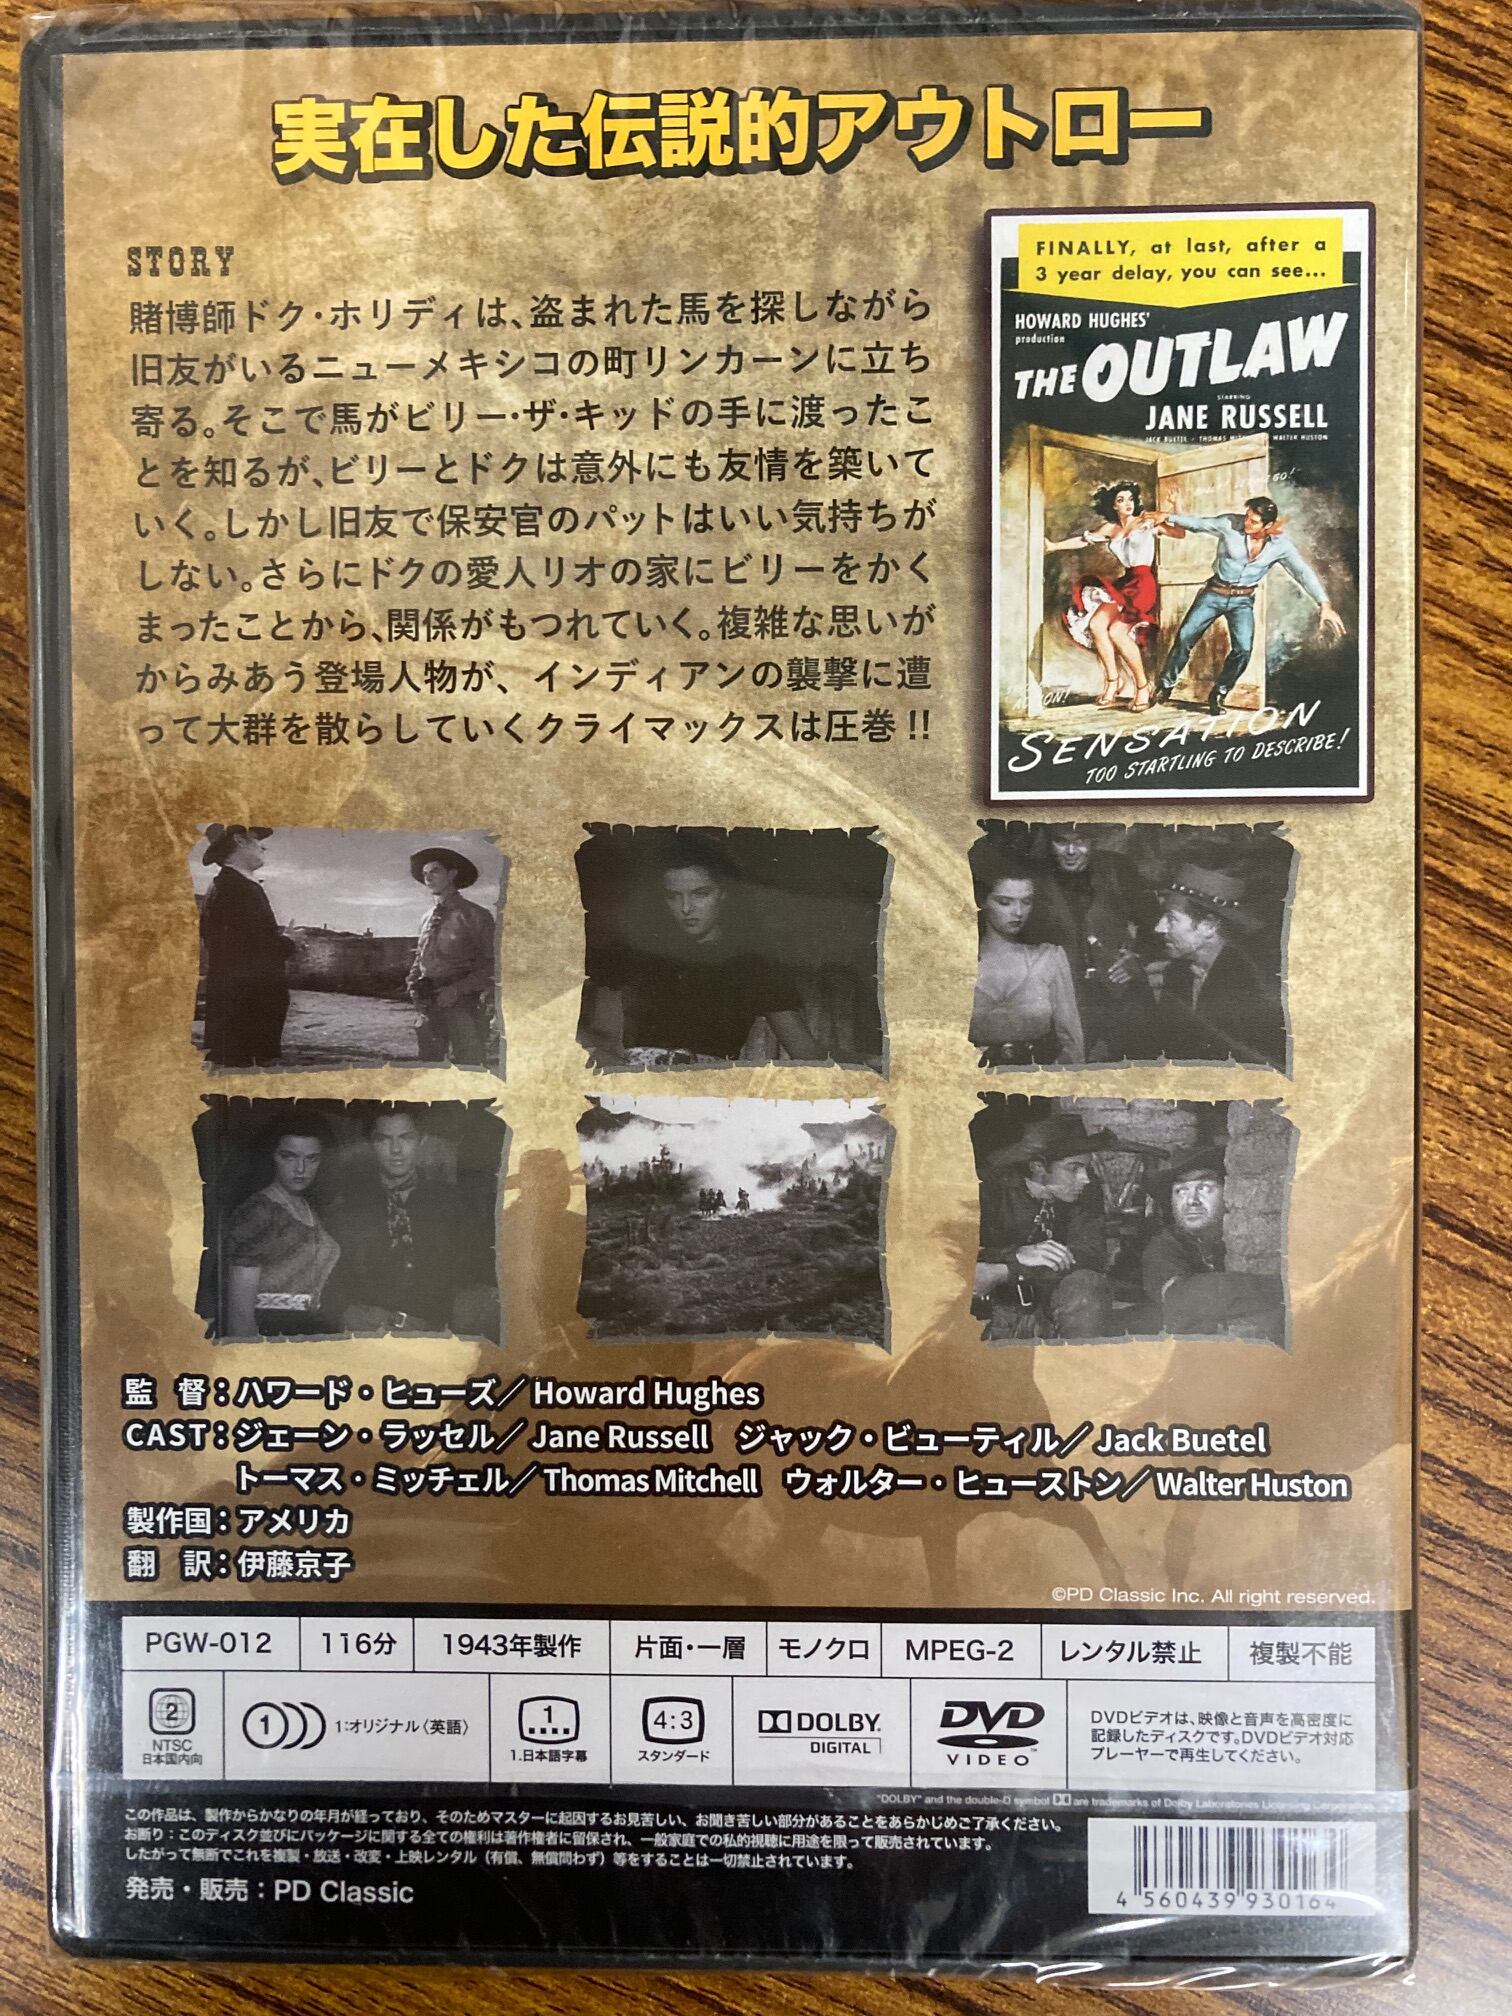 実在した伝説的アウトロー
STORY
賭博師ドク・ホリディは、盗まれた馬を探しながら
旧友がいるニューメキシコの町リンカーンに立ち
寄る。そこで馬がビリー・ザ・キッドの手に渡ったこ
とを知るが、ビリーとドクは意外にも友情を築いて
いく。しかし旧友で保安官のパットはいい気持ちが
しない。さらにドクの愛人リオの家にビリーをかく
まったことから、関係がもつれていく。複雑な思いが
からみあう登場人物が、インディアンの襲撃に遭
って大群を散らしていくクライマックスは圧巻!!
FINALLY, at last, after a
3 year delay, you can see...
HOWARD HUGHES'
production
THE OUTLAW
STARRING
JANE RUSSELL
JACK BUETEL · THOMAS · WALTER HUSTON
GO!
SENSATION
TOO STARTLING TO DESCRIBE!
監 督：ハワード・ヒューズ／Howard Hughes
CAST：ジェーン・ラッセル／Jane Russell ジャック・ビューティル／Jack Buetel
トーマス・ミッチェル／Thomas Mitchell ウォルター・ヒューストン／Walter Huston
製作国：アメリカ
翻 訳：伊藤京子
©PD Classic Inc. All right reserved.
PGW-012 116分 1943年製作 片面・一層 モノクロ MPEG-2 レンタル禁止 複製不能
2
NTSC
日本国内向
1 1:オリジナル〈英語〉
1
1.日本語字幕
4:3
スタンダード
DOLBY
DIGITAL
DVD
VIDEO
DVDビデオは、映像と音声を高密度に
記録したディスクです。DVDビデオ対応
プレーヤーで再生してください。
"DOLBY" and the double-D symbol are trademarks of Dolby Laboratories Licensing
この作品は、製作からかなりの年月が経っており、そのためマスターに起因するお見苦しい、お聞き苦しい部分があることをあらかじめご了承ください。
お断り：このディスク並びにパッケージに関する全ての権利は著作権者に留保され、一般家庭での私的視聴に用途を限って販売されています。
したがって無断でこれを複製・放送・改変・上映レンタル（有償、無償問わず）等をすることは一切禁止されています。
発売・販売：PD Classic
4 560439 930164